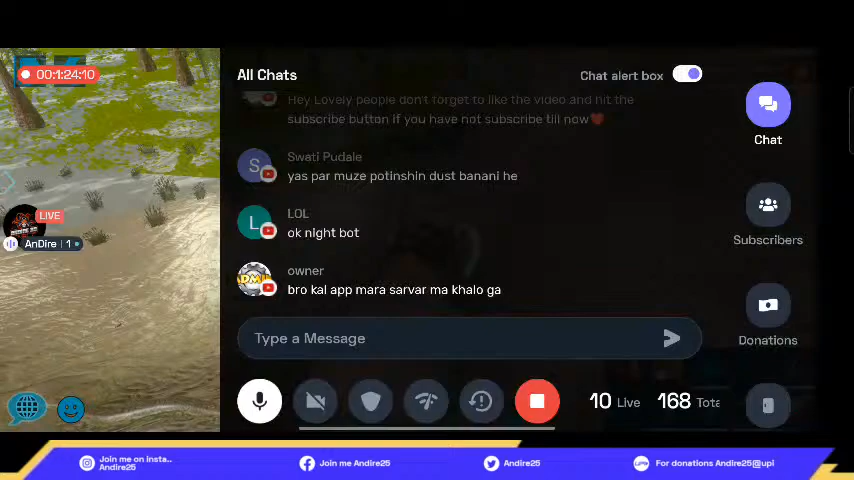 00:1:24:10
All Chats
Chat alert box
Hey Lovely people don't forget to like the video and hit the
subscribe button if you have not subscribe till now❤️
Chat
S
Swati Pudale
yas par muze potinshin dust banani he
LIVE
AnDire | 1
L
LOL
ok night bot
Subscribers
owner
bro kal app mara sarvar ma khalo ga
Type a Message
Donations
10 Live 168 Tota
Join me on insta..
Andire25
Join me Andire25
Andire25
For donations Andire25@upi